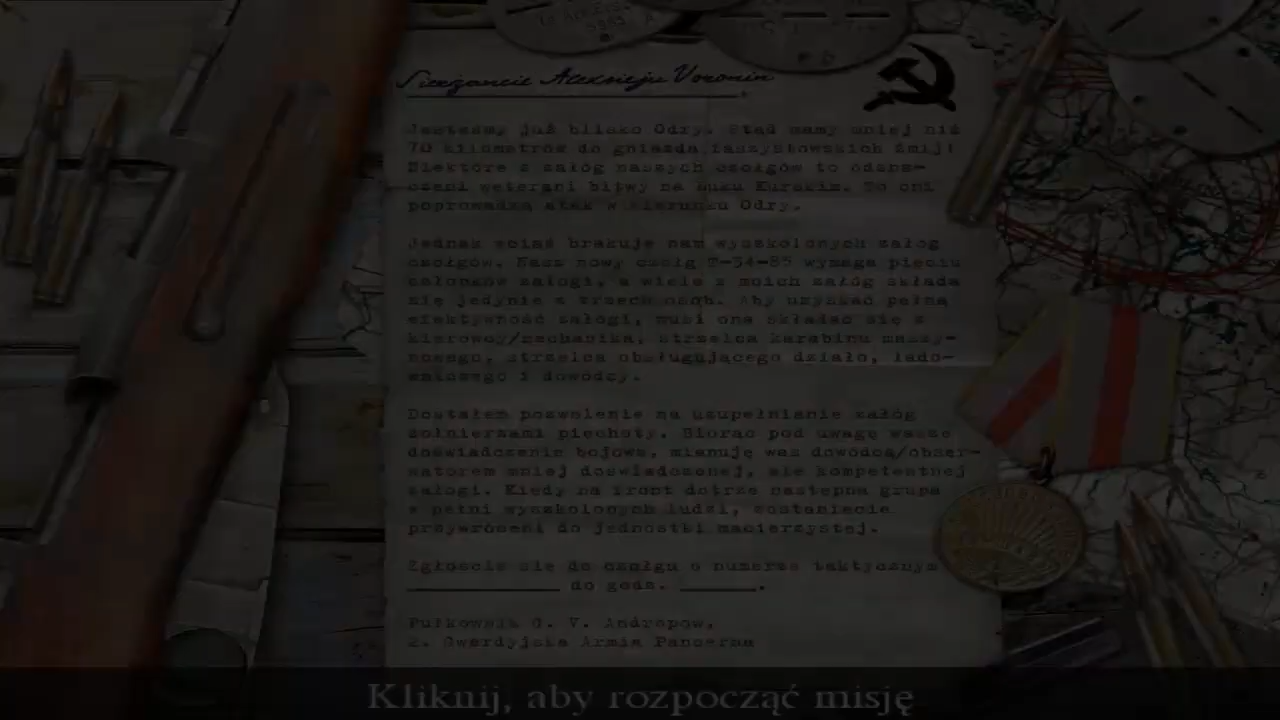 Sierżancie Aleksieju Voronin
Jesteśmy już blisko Odry. Stąd mamy mniej niż
70 kilometrów do gniazda faszystowskich żmij!
Niektóre z załóg naszych czołgów to odzna-
czeni weterani bitwy na Łuku Kurskim. To oni
poprowadzą atak w kierunku Odry.
Jednak wciąż brakuje nam wyszkolonych załóg
czołgów. Nasz nowy czołg T-34-85 wymaga pięciu
członków załogi, a wiele z moich załóg składa
się jedynie z trzech osób. Aby uzyskać pełną
efektywność załogi, musi ona składać się z
kierowcy/mechanika, strzelca karabinu maszy-
nowego, strzelca obsługującego działo, łado-
wniczego i dowódcy.
Dostałem pozwolenie na uzupełnianie załóg
żołnierzami piechoty. Biorąc pod uwagę wasze
doświadczenie bojowe, mianuję was dowódcą/obser-
watorem mniej doświadczonej, ale kompetentnej
załogi. Kiedy na front dotrze następna grupa
w pełni wyszkolonych ludzi, zostaniecie
przywróceni do jednostki macierzystej.
Zgłoście się do czołgu o numerze taktycznym
do godz.
Pułkownik G. V. Andropow,
2. Gwardyjska Armia Pancerna
Kliknij, aby rozpocząć misję